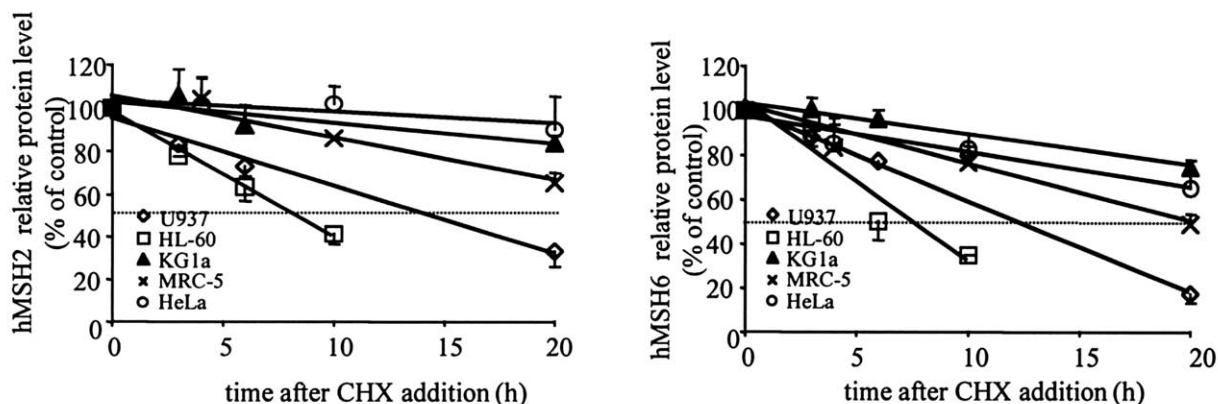 hMSH2 relative protein level
(% of control)
120
100
80
60
40
20
0
U937
HL-60
KG1a
MRC-5
HeLa
0 5 10 15 20
time after CHX addition (h)
hMSH6 relative protein level
(% of control)
120
100
80
60
40
20
0
U937
HL-60
KG1a
MRC-5
HeLa
0 5 10 15 20
time after CHX addition (h)